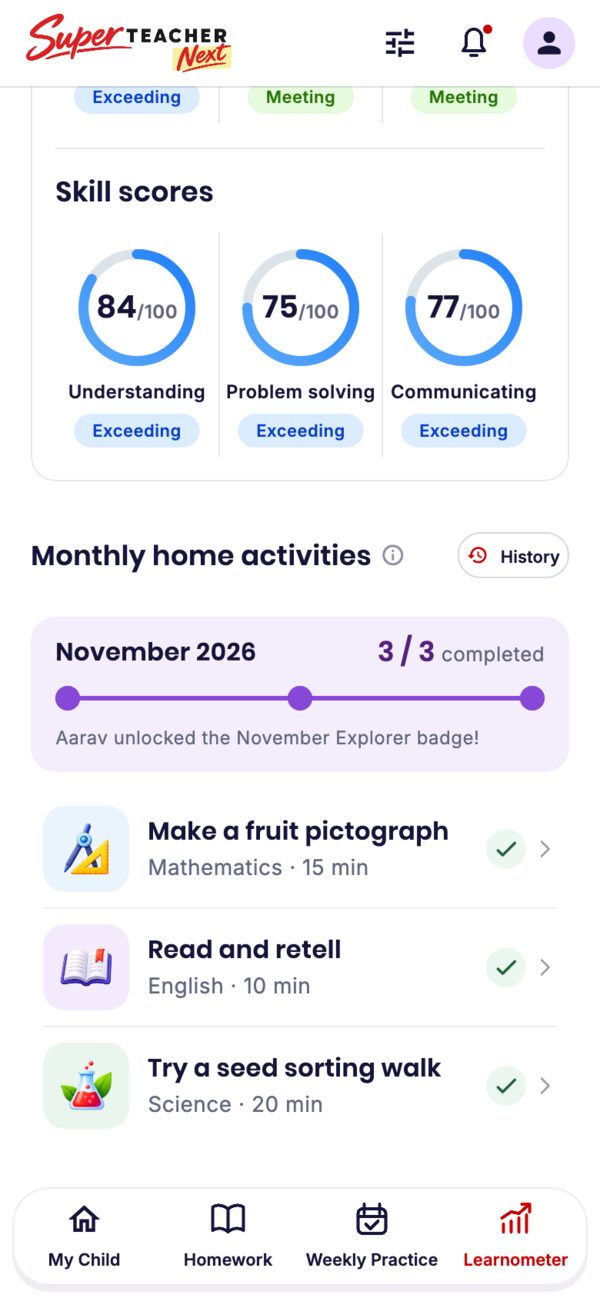 Super TEACHER
Next
Exceeding
Meeting
Meeting
Skill scores
84/100
75/100
77/100
Understanding
Problem solving
Communicating
Exceeding
Exceeding
Exceeding
Monthly home activities
History
November 2026
3 / 3 completed
Aarav unlocked the November Explorer badge!
Make a fruit pictograph
Mathematics · 15 min
Read and retell
English · 10 min
Try a seed sorting walk
Science · 20 min
My Child
Homework
Weekly Practice
Learnometer